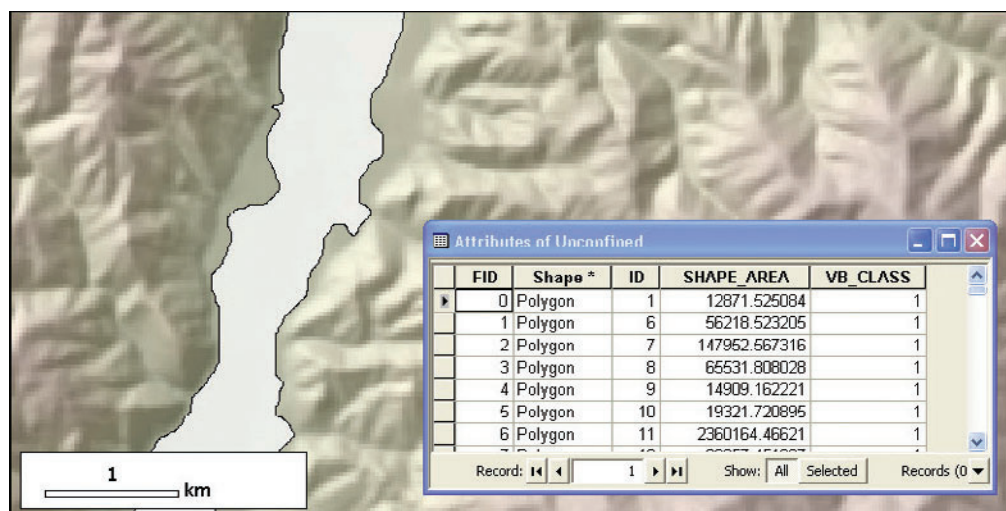 Attributes of Unconfined
FID Shape * ID SHAPE_AREA VB_CLASS
0 Polygon 1 12871.525084 1
1 Polygon 6 56218.523205 1
2 Polygon 7 147952.567316 1
3 Polygon 8 65531.808028 1
4 Polygon 9 14909.162221 1
5 Polygon 10 19321.720895 1
6 Polygon 11 2360164.46621 1
Record: 1 Show: All Selected Records (0
1
km